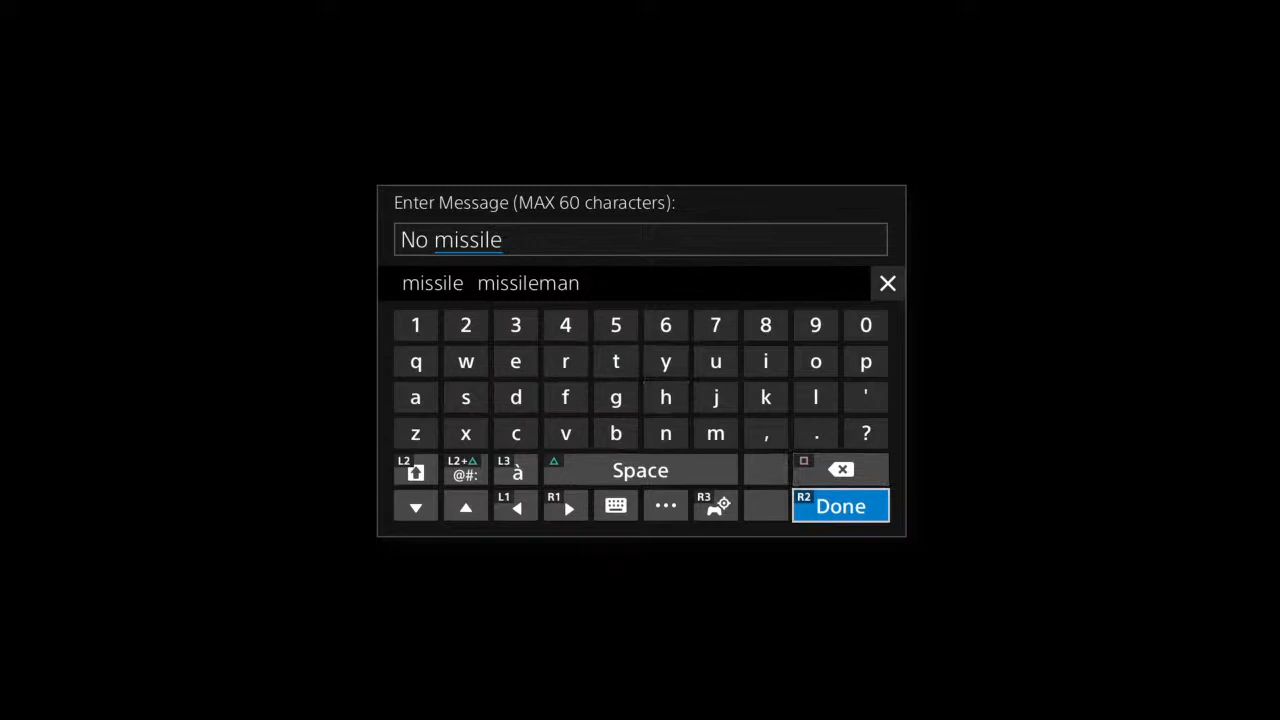 Enter Message (MAX 60 characters):
No missile
missile missileman
1 2 3 4 5 6 7 8 9 0
q w e r t y u i o p
a s d f g h j k l '
z x c v b n m , . ?
L2 L2+△ @#: L3 à △ Space □
L1 R1 ... R3 R2 Done